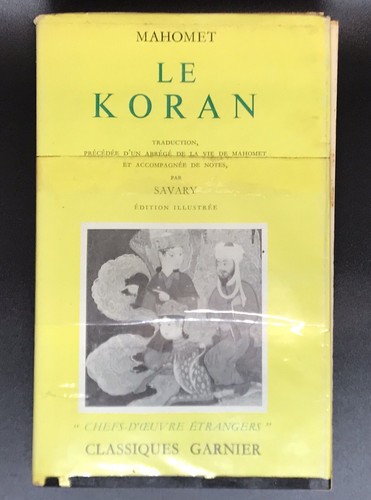 MAHOMET
LE
KORAN
TRADUCTION,
PRÉCÉDÉE D'UN ABRÉGÉ DE LA VIE DE MAHOMET
ET ACCOMPAGNÉE DE NOTES,
PAR
SAVARY
ÉDITION ILLUSTRÉE
" CHEFS-D'ŒUVRE ÉTRANGERS "
CLASSIQUES GARNIER